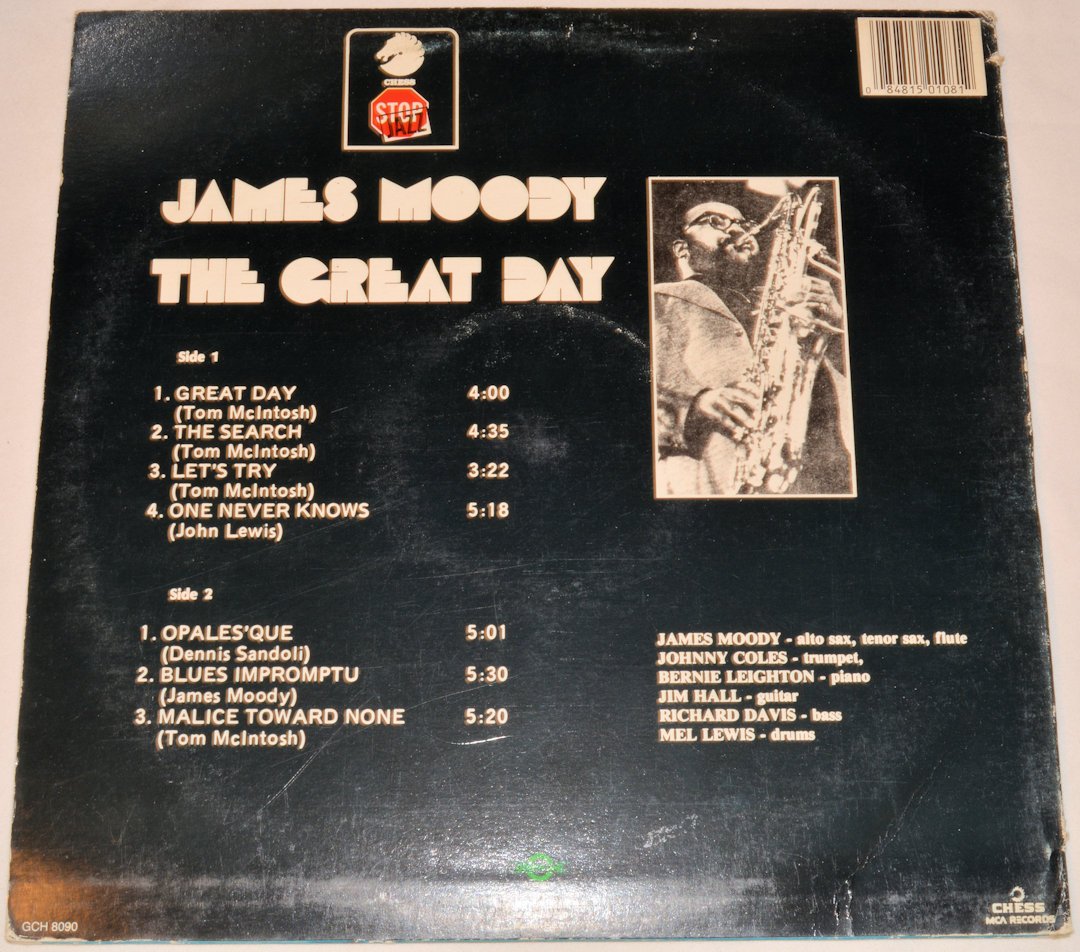 CHESS
STOP
JAZZ
0 84815 01081
JAMES MOODY
THE GREAT DAY
Side 1
1. GREAT DAY 4:00
(Tom McIntosh)
2. THE SEARCH 4:35
(Tom McIntosh)
3. LET'S TRY 3:22
(Tom McIntosh)
4. ONE NEVER KNOWS 5:18
(John Lewis)
Side 2
1. OPALES'QUE 5:01
(Dennis Sandoli)
2. BLUES IMPROMPTU 5:30
(James Moody)
3. MALICE TOWARD NONE 5:20
(Tom McIntosh)
JAMES MOODY - alto sax, tenor sax, flute
JOHNNY COLES - trumpet,
BERNIE LEIGHTON - piano
JIM HALL - guitar
RICHARD DAVIS - bass
MEL LEWIS - drums
GCH 8090
CHESS
MCA RECORDS